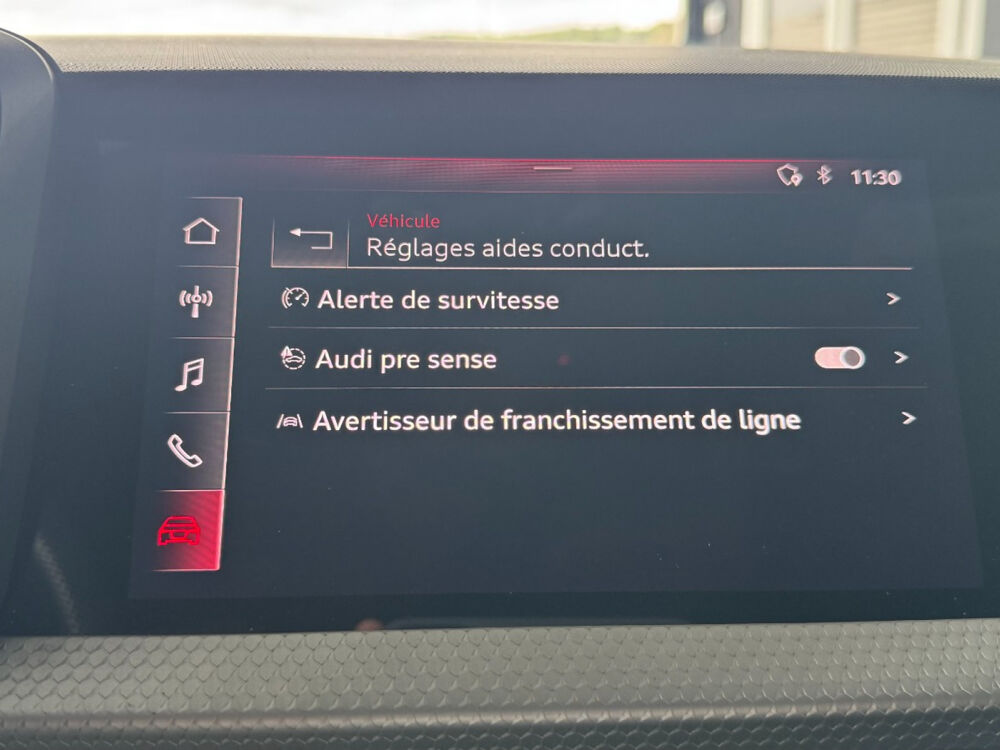 11:30
Véhicule
Réglages aides conduct.
Alerte de survitesse
Audi pre sense
Avertisseur de franchissement de ligne